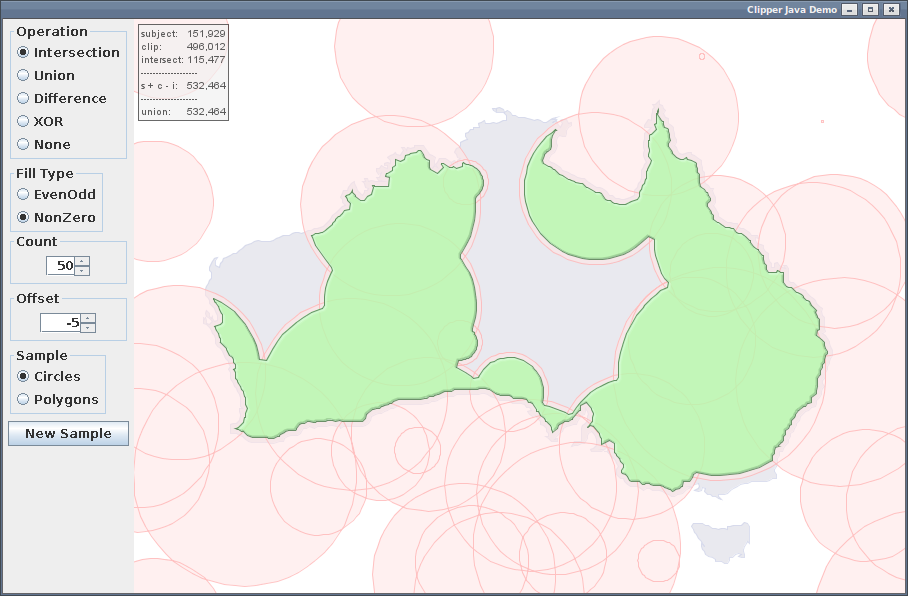 Clipper Java Demo
Operation
Intersection
Union
Difference
XOR
None
Fill Type
EvenOdd
NonZero
Count
50
Offset
-5
Sample
Circles
Polygons
New Sample
subject: 151,929
clip: 496,012
intersect: 115,477
------------------
s + c - i: 532,464
------------------
union: 532,464